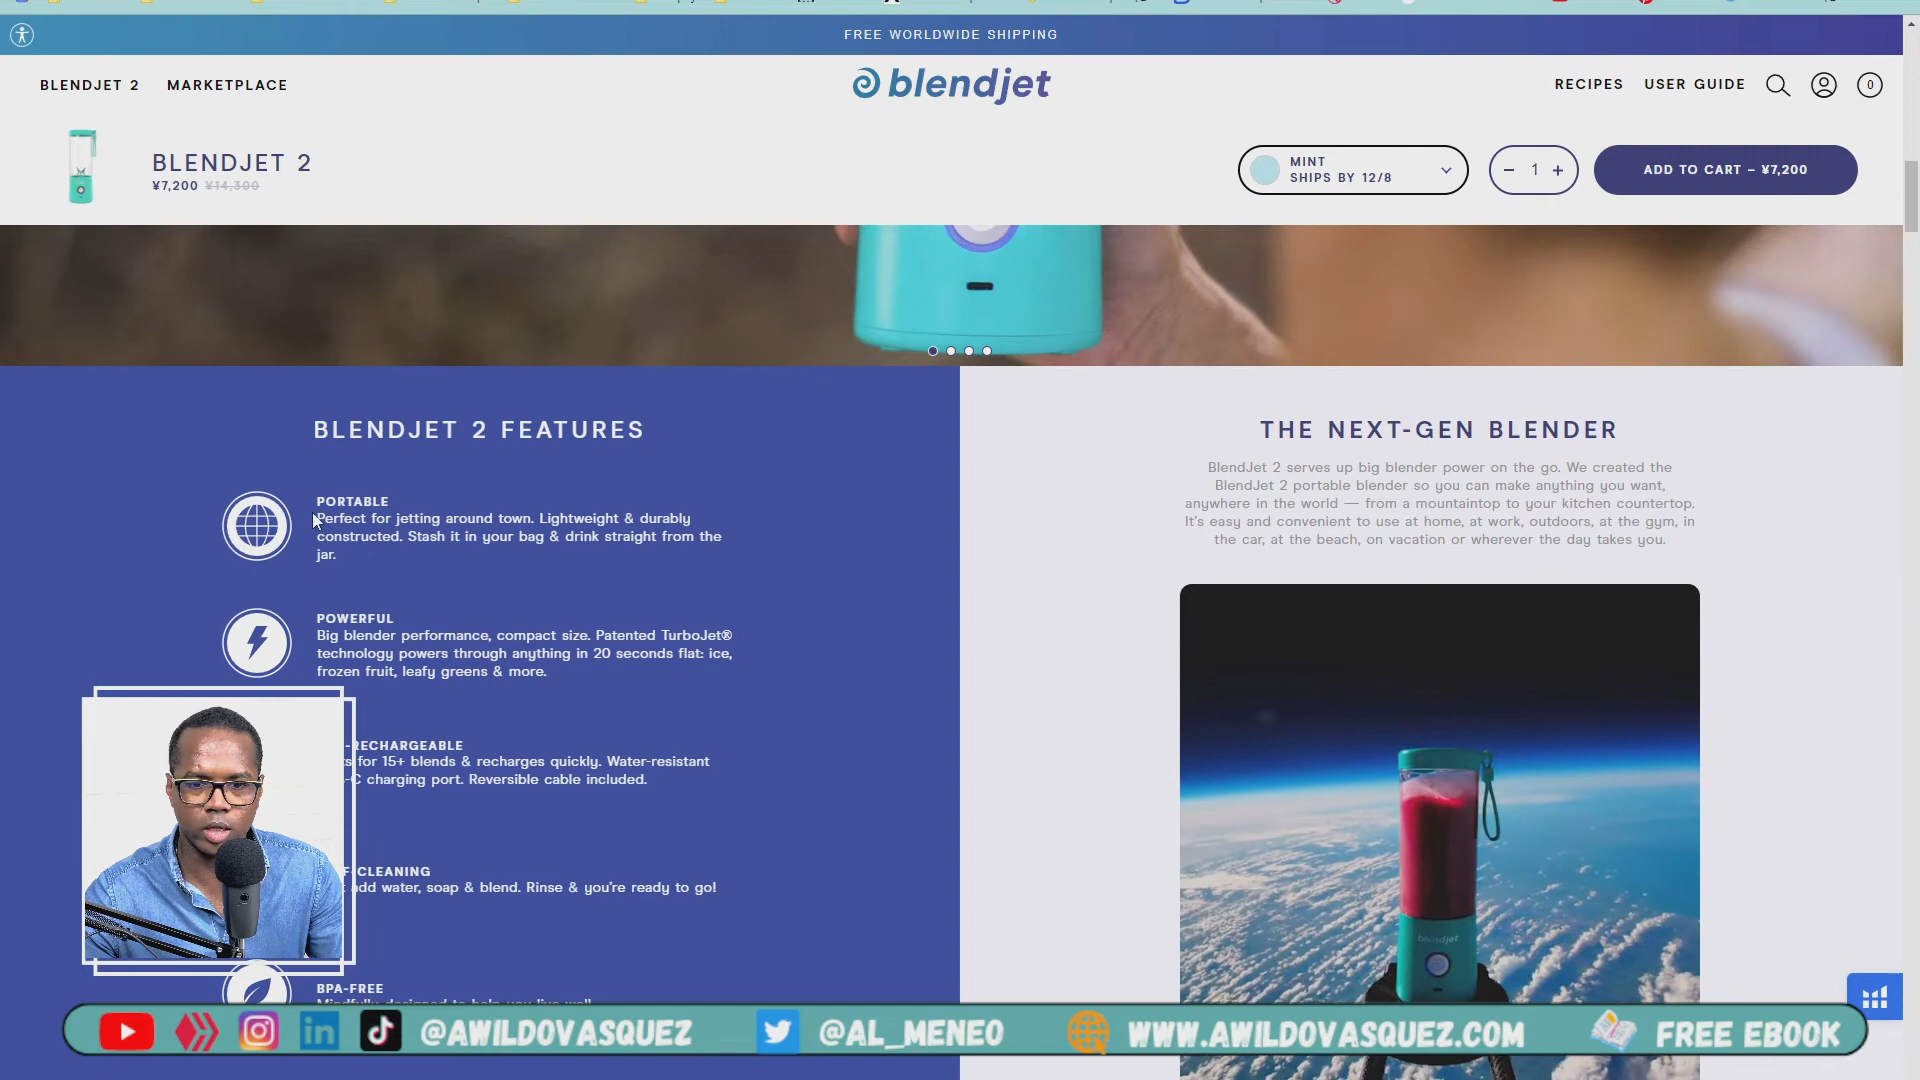 FREE WORLDWIDE SHIPPING
BLENDJET 2 MARKETPLACE
blendjet
RECIPES USER GUIDE 0
BLENDJET 2
¥7,200 ¥14,300
MINT
SHIPS BY 12/8
1
ADD TO CART – ¥7,200
BLENDJET 2 FEATURES
PORTABLE
Perfect for jetting around town. Lightweight & durably
constructed. Stash it in your bag & drink straight from the
jar.
POWERFUL
Big blender performance, compact size. Patented TurboJet®
technology powers through anything in 20 seconds flat: ice,
frozen fruit, leafy greens & more.
-RECHARGEABLE
for 15+ blends & recharges quickly. Water-resistant
-C charging port. Reversible cable included.
F-CLEANING
add water, soap & blend. Rinse & you're ready to go!
BPA-FREE
Mindfully designed to help you live well
THE NEXT-GEN BLENDER
BlendJet 2 serves up big blender power on the go. We created the
BlendJet 2 portable blender so you can make anything you want,
anywhere in the world — from a mountaintop to your kitchen countertop.
It's easy and convenient to use at home, at work, outdoors, at the gym, in
the car, at the beach, on vacation or wherever the day takes you.
blendjet
@AWILDOVASQUEZ @AL_MENEO WWW.AWILDOVASQUEZ.COM FREE EBOOK